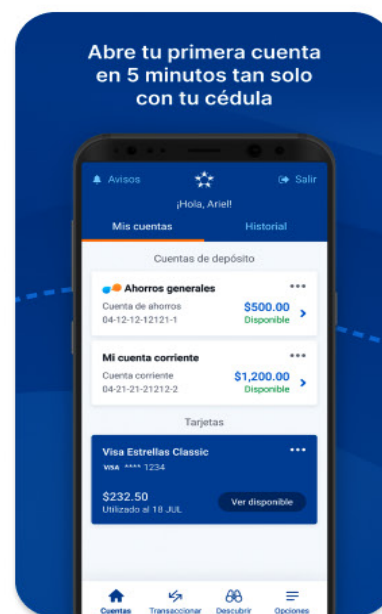 Abre tu primera cuenta
en 5 minutos tan solo
con tu cédula
Avisos
Salir
¡Hola, Ariel!
Mis cuentas
Historial
Cuentas de depósito
Ahorros generales
Cuenta de ahorros
$500.00
04-12-12-12121-1
Disponible
Mi cuenta corriente
Cuenta corriente
$1,200.00
04-21-21-21212-2
Disponible
Tarjetas
Visa Estrellas Classic
VISA **** 1234
$232.50
Utilizado al 18 JUL
Ver disponible
Cuentas
Transaccionar
Descubrir
Opciones